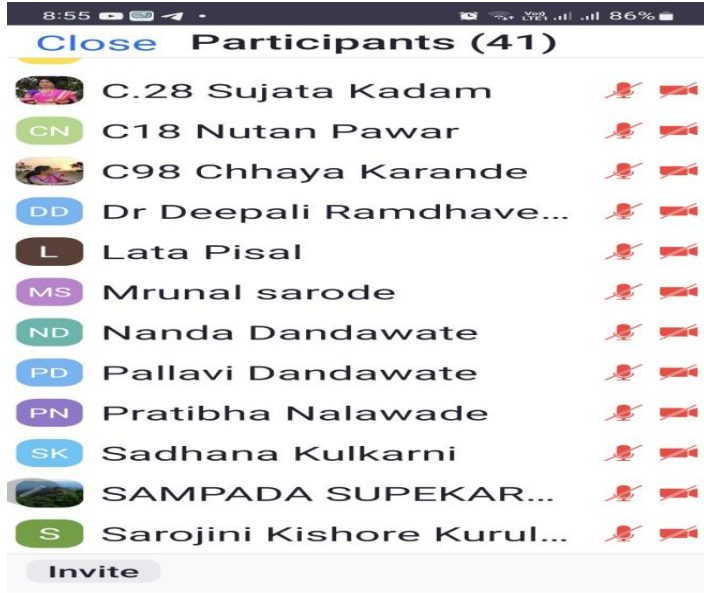 8:55
86%
Close Participants (41)
C.28 Sujata Kadam
CN C18 Nutan Pawar
C98 Chhaya Karande
DD Dr Deepali Ramdhave...
L Lata Pisal
MS Mrunal sarode
ND Nanda Dandawate
PD Pallavi Dandawate
PN Pratibha Nalawade
SK Sadhana Kulkarni
SAMPADA SUPEKAR...
S Sarojini Kishore Kurul...
Invite